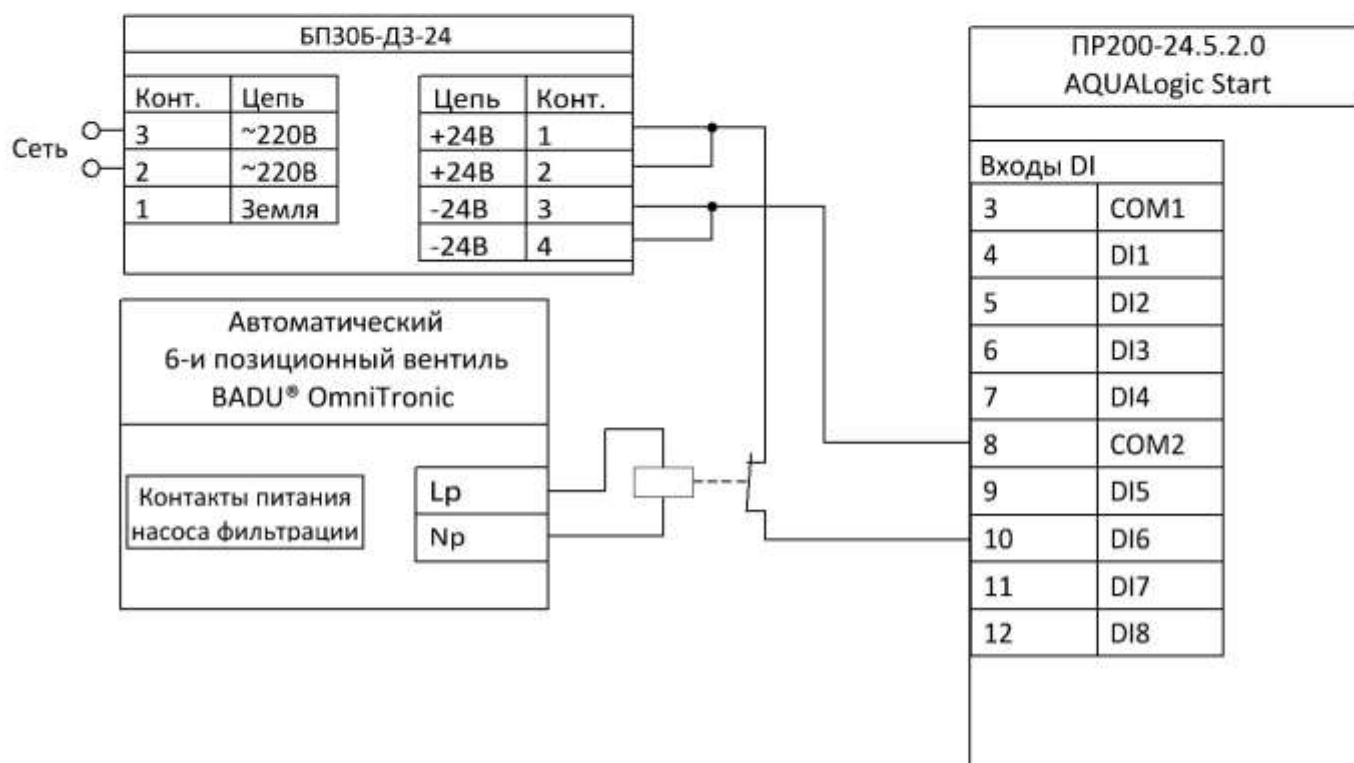 БП30Б-Д3-24
Конт. Цепь
3 ~220В
2 ~220В
1 Земля
Цепь Конт.
+24В 1
+24В 2
-24В 3
-24В 4
Сеть
ПР200-24.5.2.0
AQUALogic Start
Входы DI
3 COM1
4 DI1
5 DI2
6 DI3
7 DI4
8 COM2
9 DI5
10 DI6
11 DI7
12 DI8
Автоматический
6-и позиционный вентиль
BADU® OmniTronic
Контакты питания
насоса фильтрации
Lp
Np